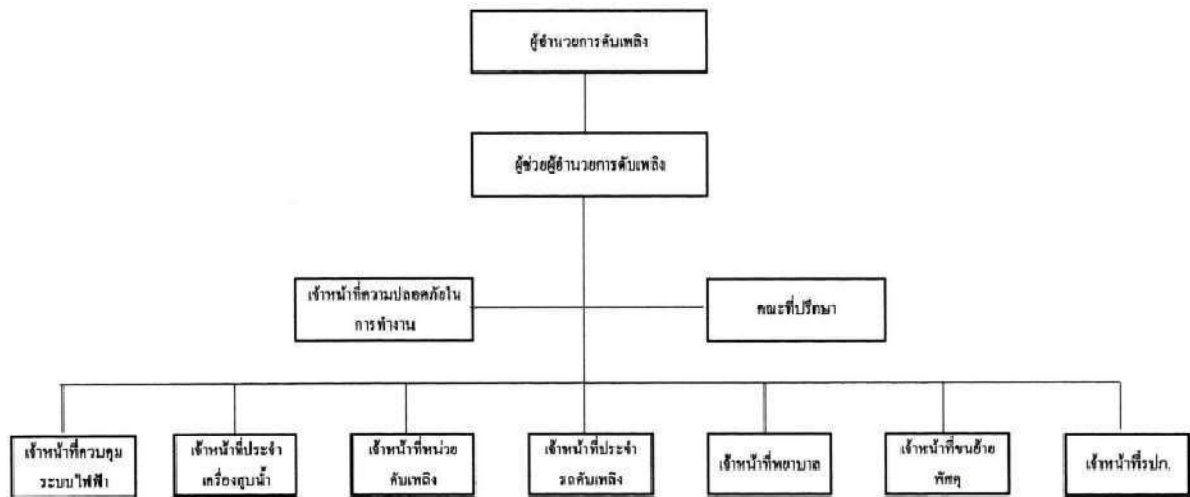 ผู้อำนวยการดับเพลิง
ผู้ช่วยผู้อำนวยการดับเพลิง
เจ้าหน้าที่ความปลอดภัยใน
การทำงาน
คณะที่ปรึกษา
เจ้าหน้าที่ควบคุม
ระบบไฟฟ้า
เจ้าหน้าที่ประจำ
เครื่องสูบน้ำ
เจ้าหน้าที่หน่วย
ดับเพลิง
เจ้าหน้าที่ประจำ
รถดับเพลิง
เจ้าหน้าที่พยาบาล
เจ้าหน้าที่ขนย้าย
พัสดุ
เจ้าหน้าที่รปภ.